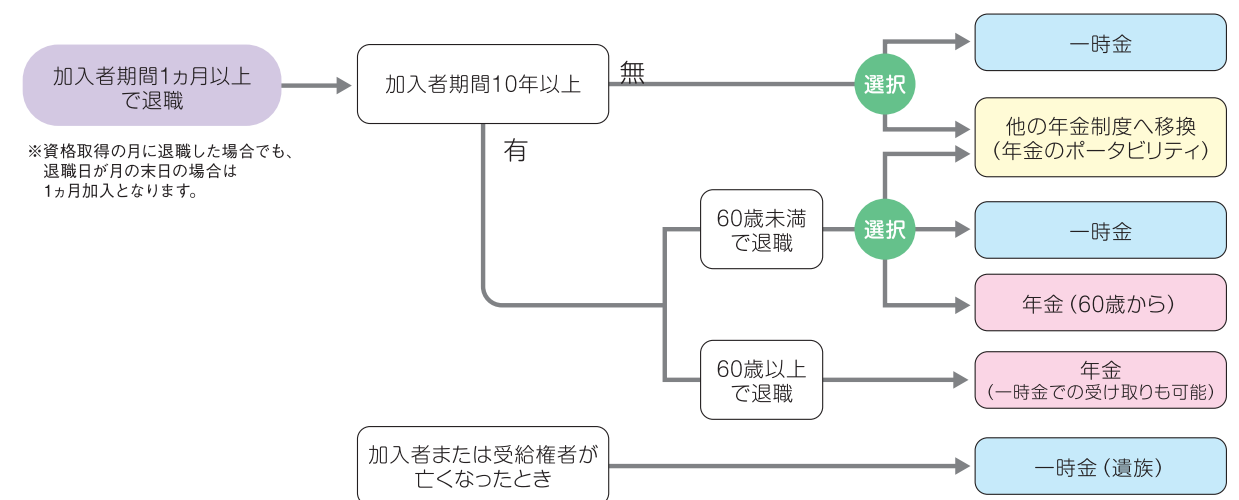 加入者期間1ヵ月以上
で退職
※資格取得の月に退職した場合でも、
退職日が月の末日の場合は
1ヵ月加入となります。
加入者期間10年以上
無
有
選択
一時金
他の年金制度へ移換
(年金のポータビリティ)
60歳未満
で退職
選択
一時金
年金(60歳から)
60歳以上
で退職
年金
(一時金での受け取りも可能)
加入者または受給権者が
亡くなったとき
一時金(遺族)